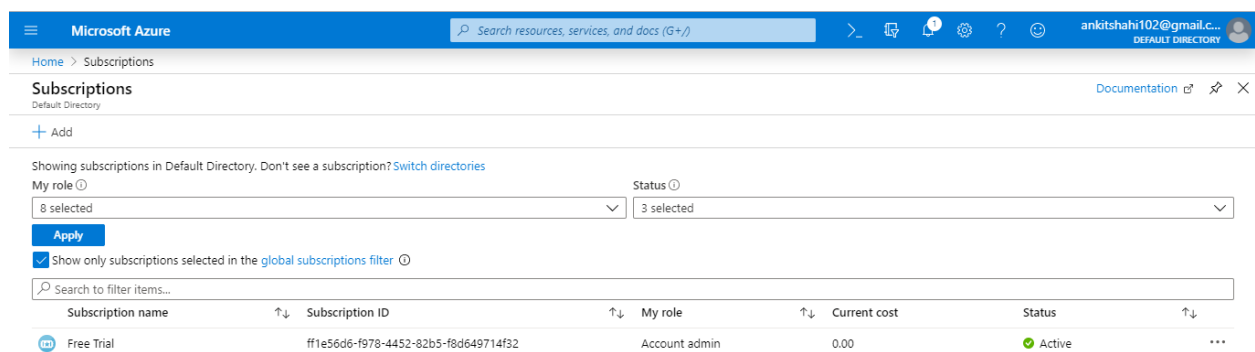 Microsoft Azure
Search resources, services, and docs (G+/)
1
ankitshahi102@gmail.c...
DEFAULT DIRECTORY
Home > Subscriptions
Subscriptions
Default Directory
Documentation
+ Add
Showing subscriptions in Default Directory. Don't see a subscription? Switch directories
My role Status
8 selected 3 selected
Apply
Show only subscriptions selected in the global subscriptions filter
Search to filter items...
Subscription name Subscription ID My role Current cost Status
Free Trial ff1e56d6-f978-4452-82b5-f8d649714f32 Account admin 0.00 Active ...